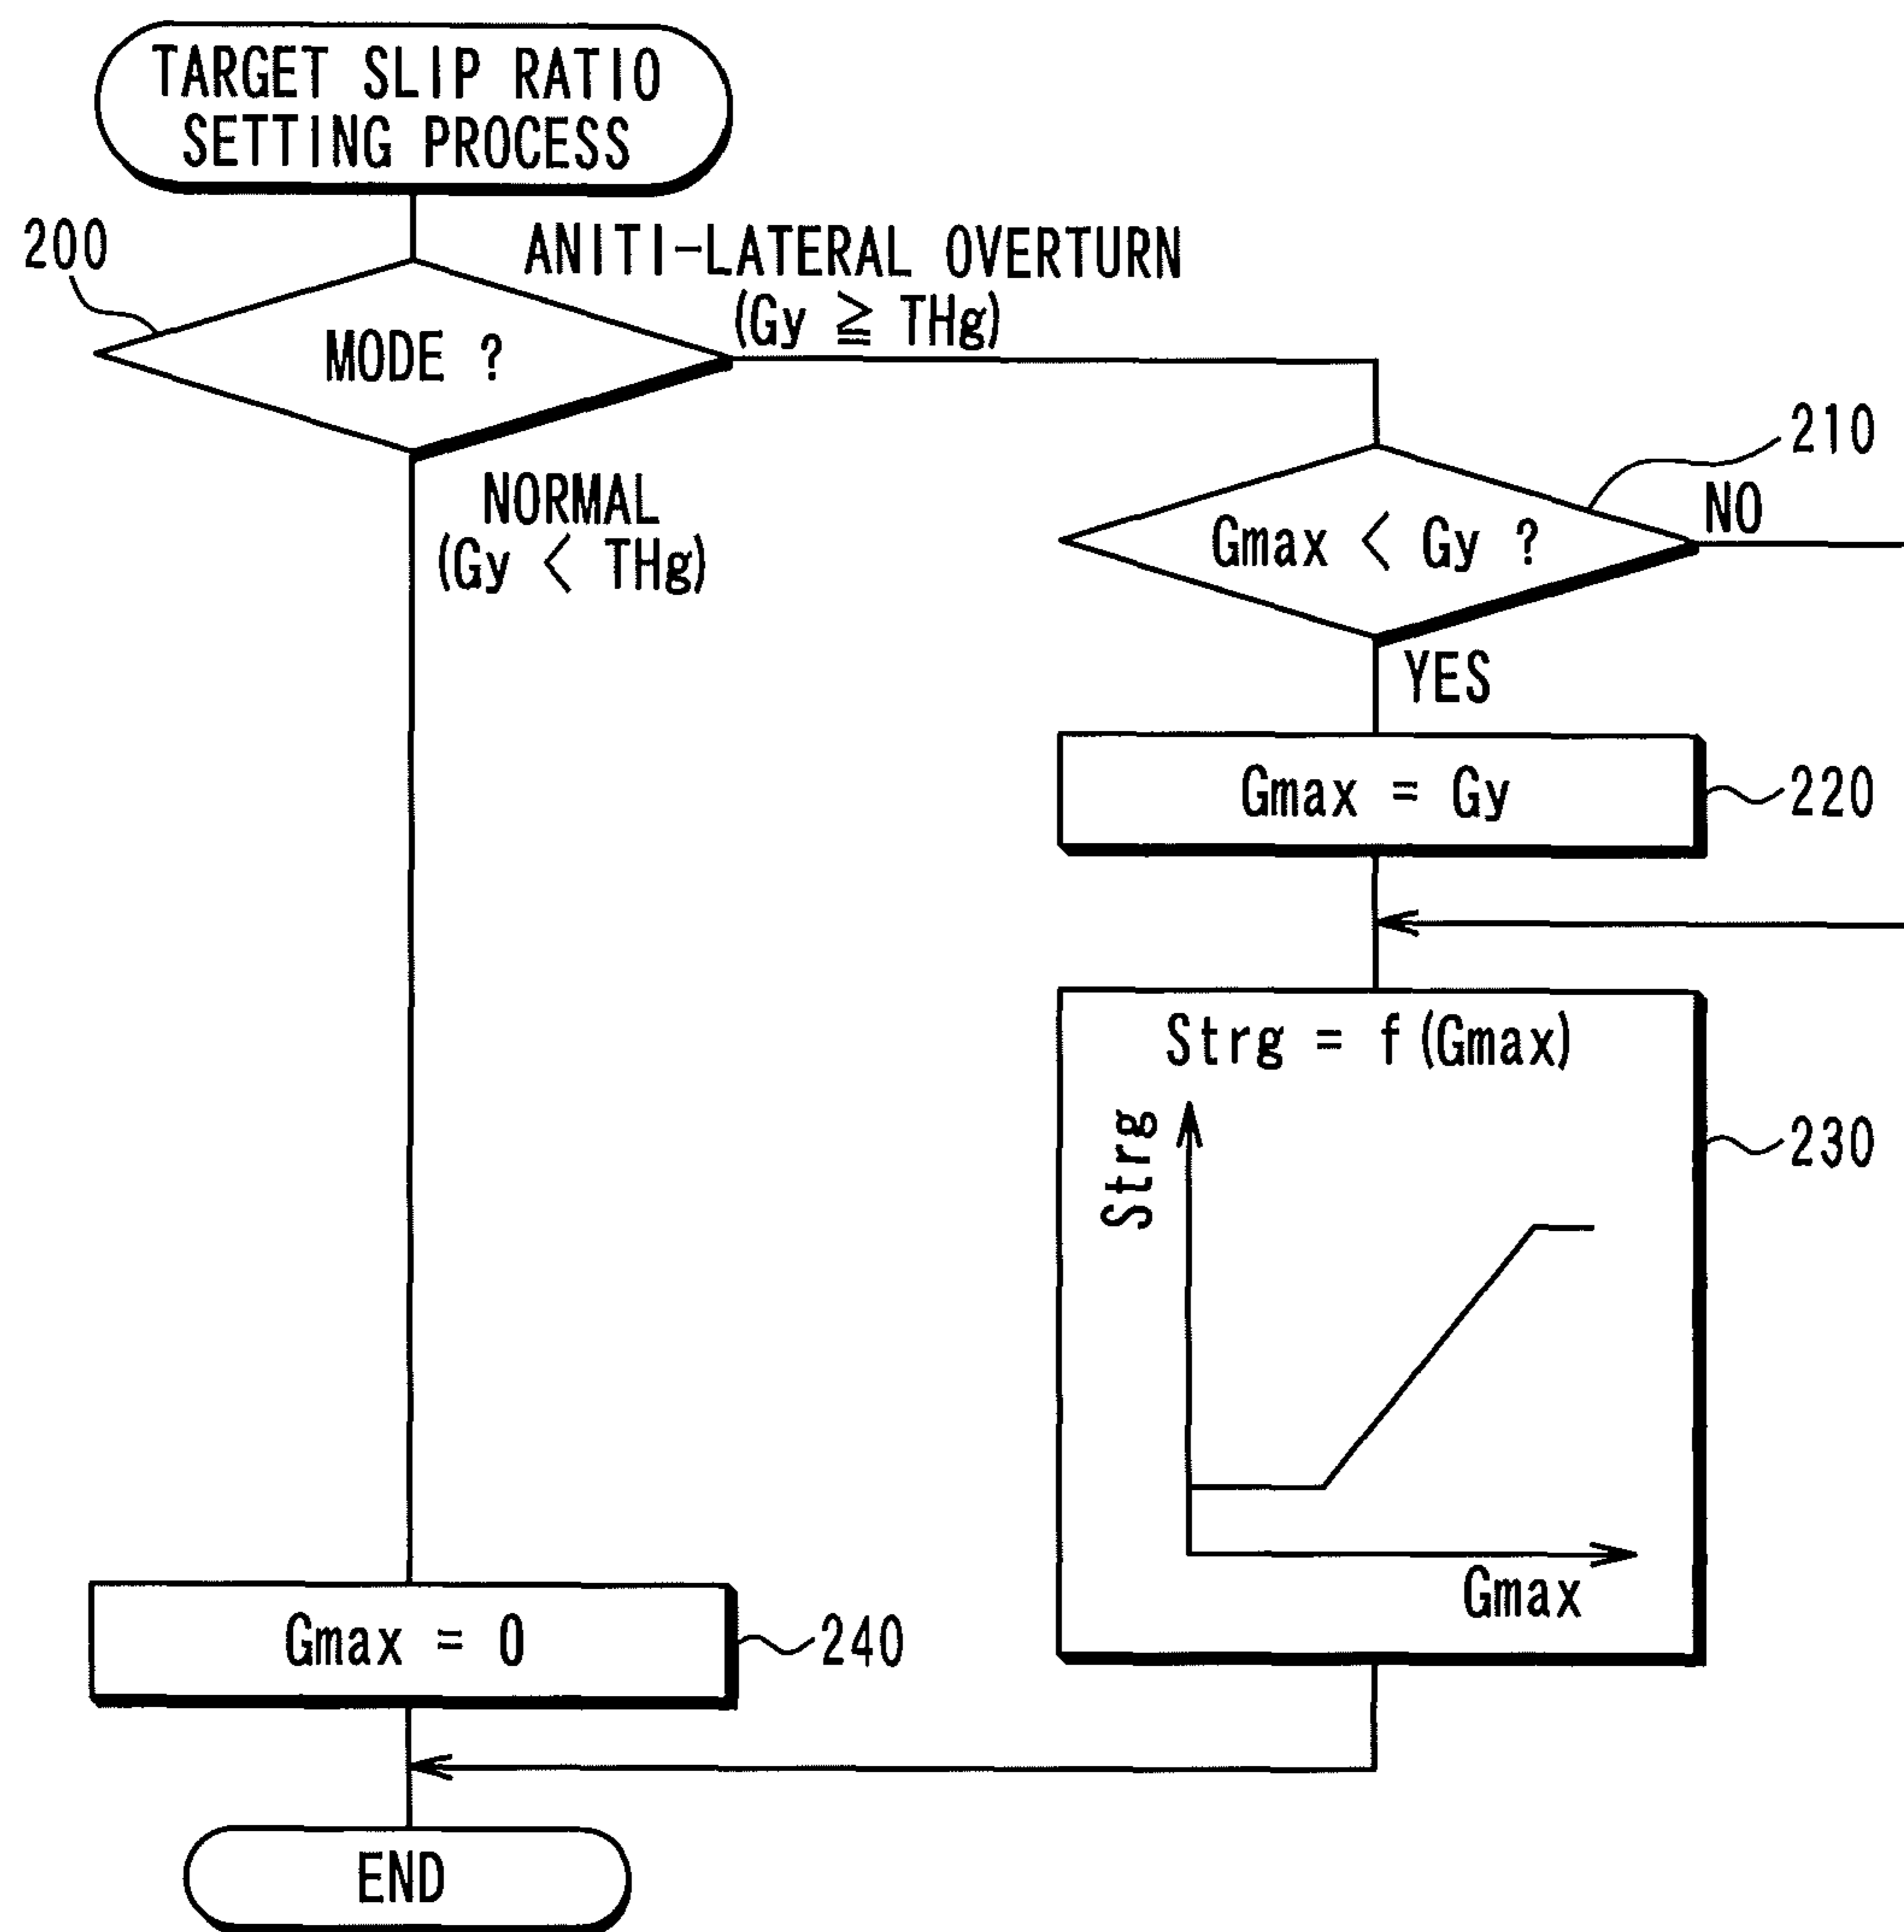 TARGET SLIP RATIO
SETTING PROCESS
200
ANITI-LATERAL OVERTURN
(Gy ≧ THg)
MODE ?
NORMAL
(Gy < THg)
210
NO
Gmax < Gy ?
YES
Gmax = Gy
220
Strg = f(Gmax)
Strg
230
Gmax
Gmax = 0
240
END